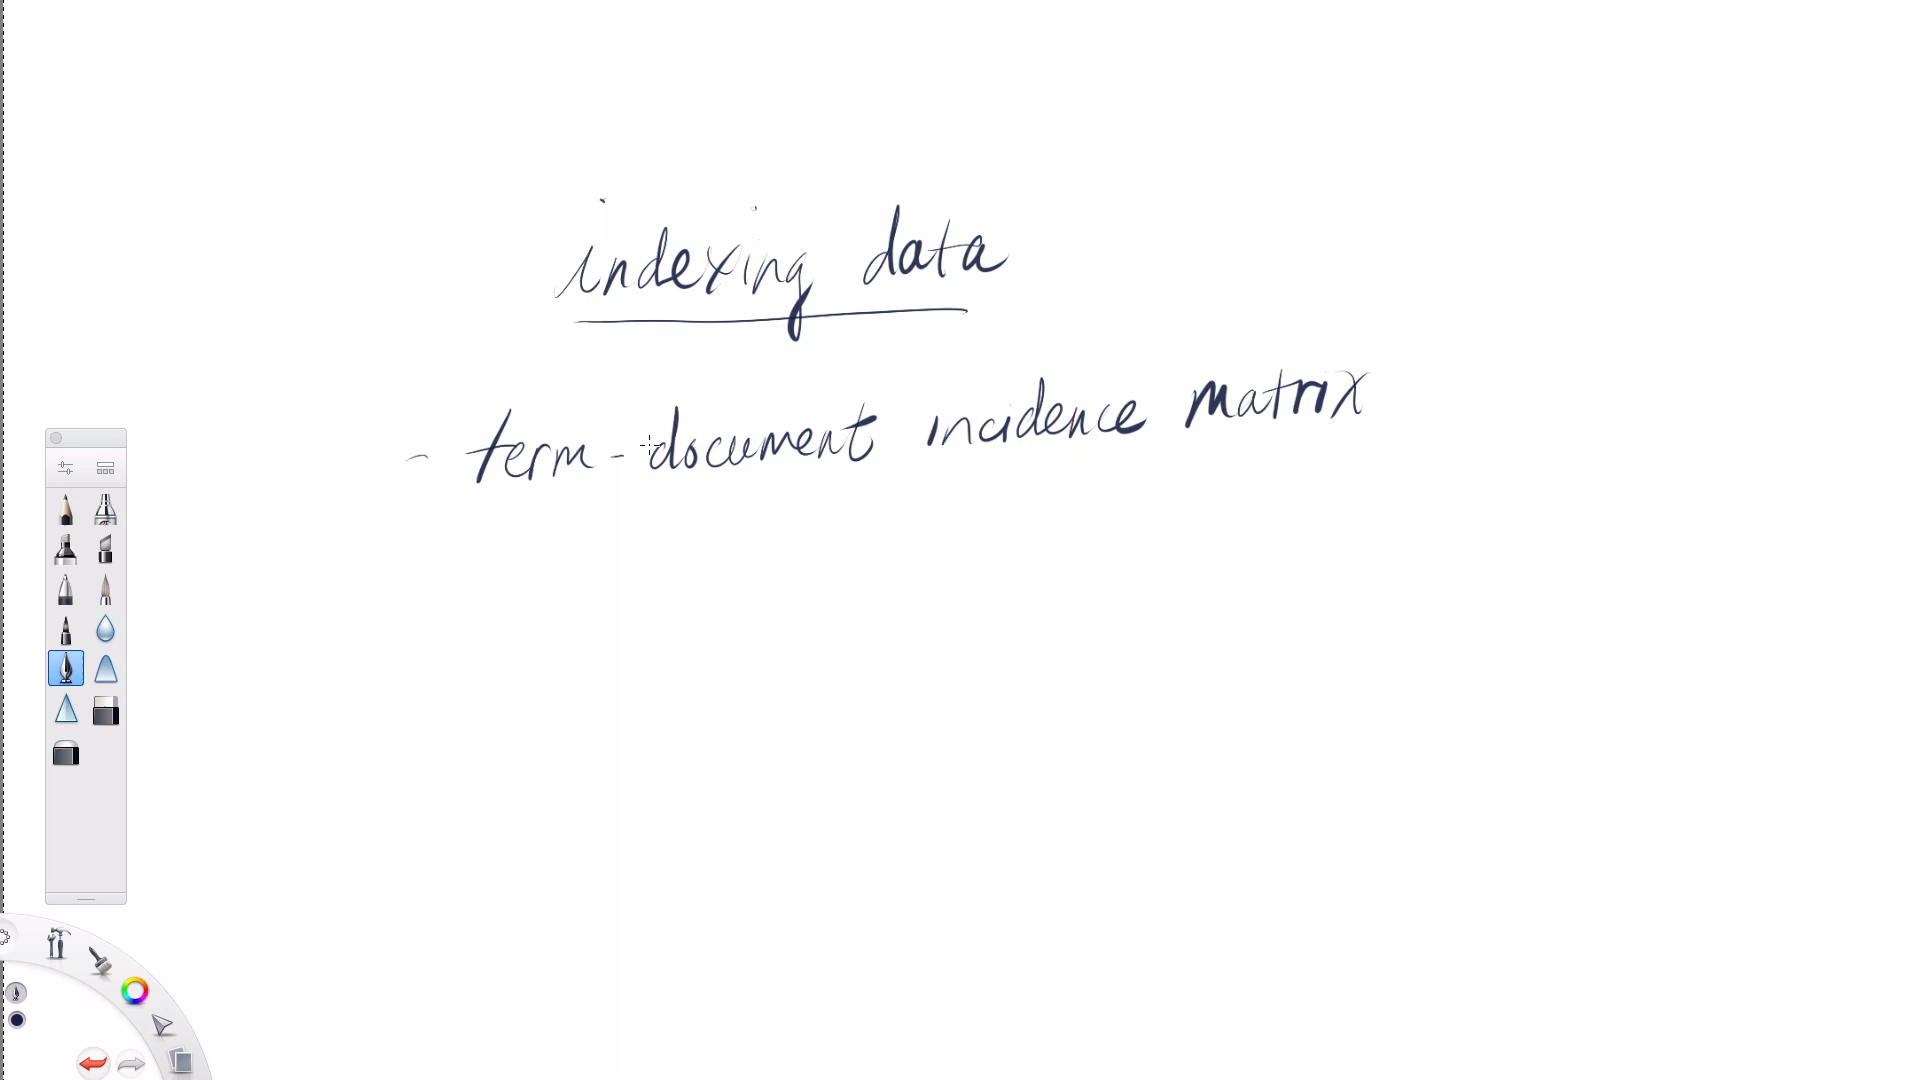 indexing data
- term-document incidence matrix